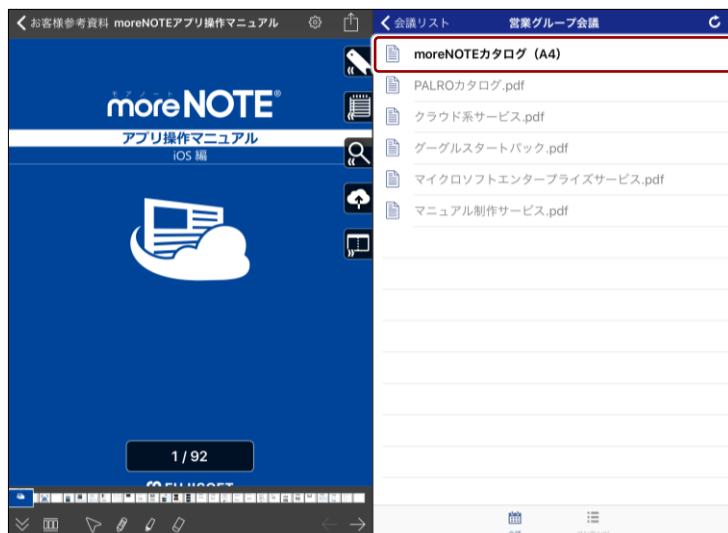 お客様参考資料 moreNOTEアプリ操作マニュアル
モアノート
moreNOTE®
アプリ操作マニュアル
iOS 編
1 / 92
FUJISOFT
会議リスト 営業グループ会議
moreNOTEカタログ（A4）
PALROカタログ.pdf
クラウド系サービス.pdf
グーグルスタートパック.pdf
マイクロソフトエンタープライズサービス.pdf
マニュアル制作サービス.pdf